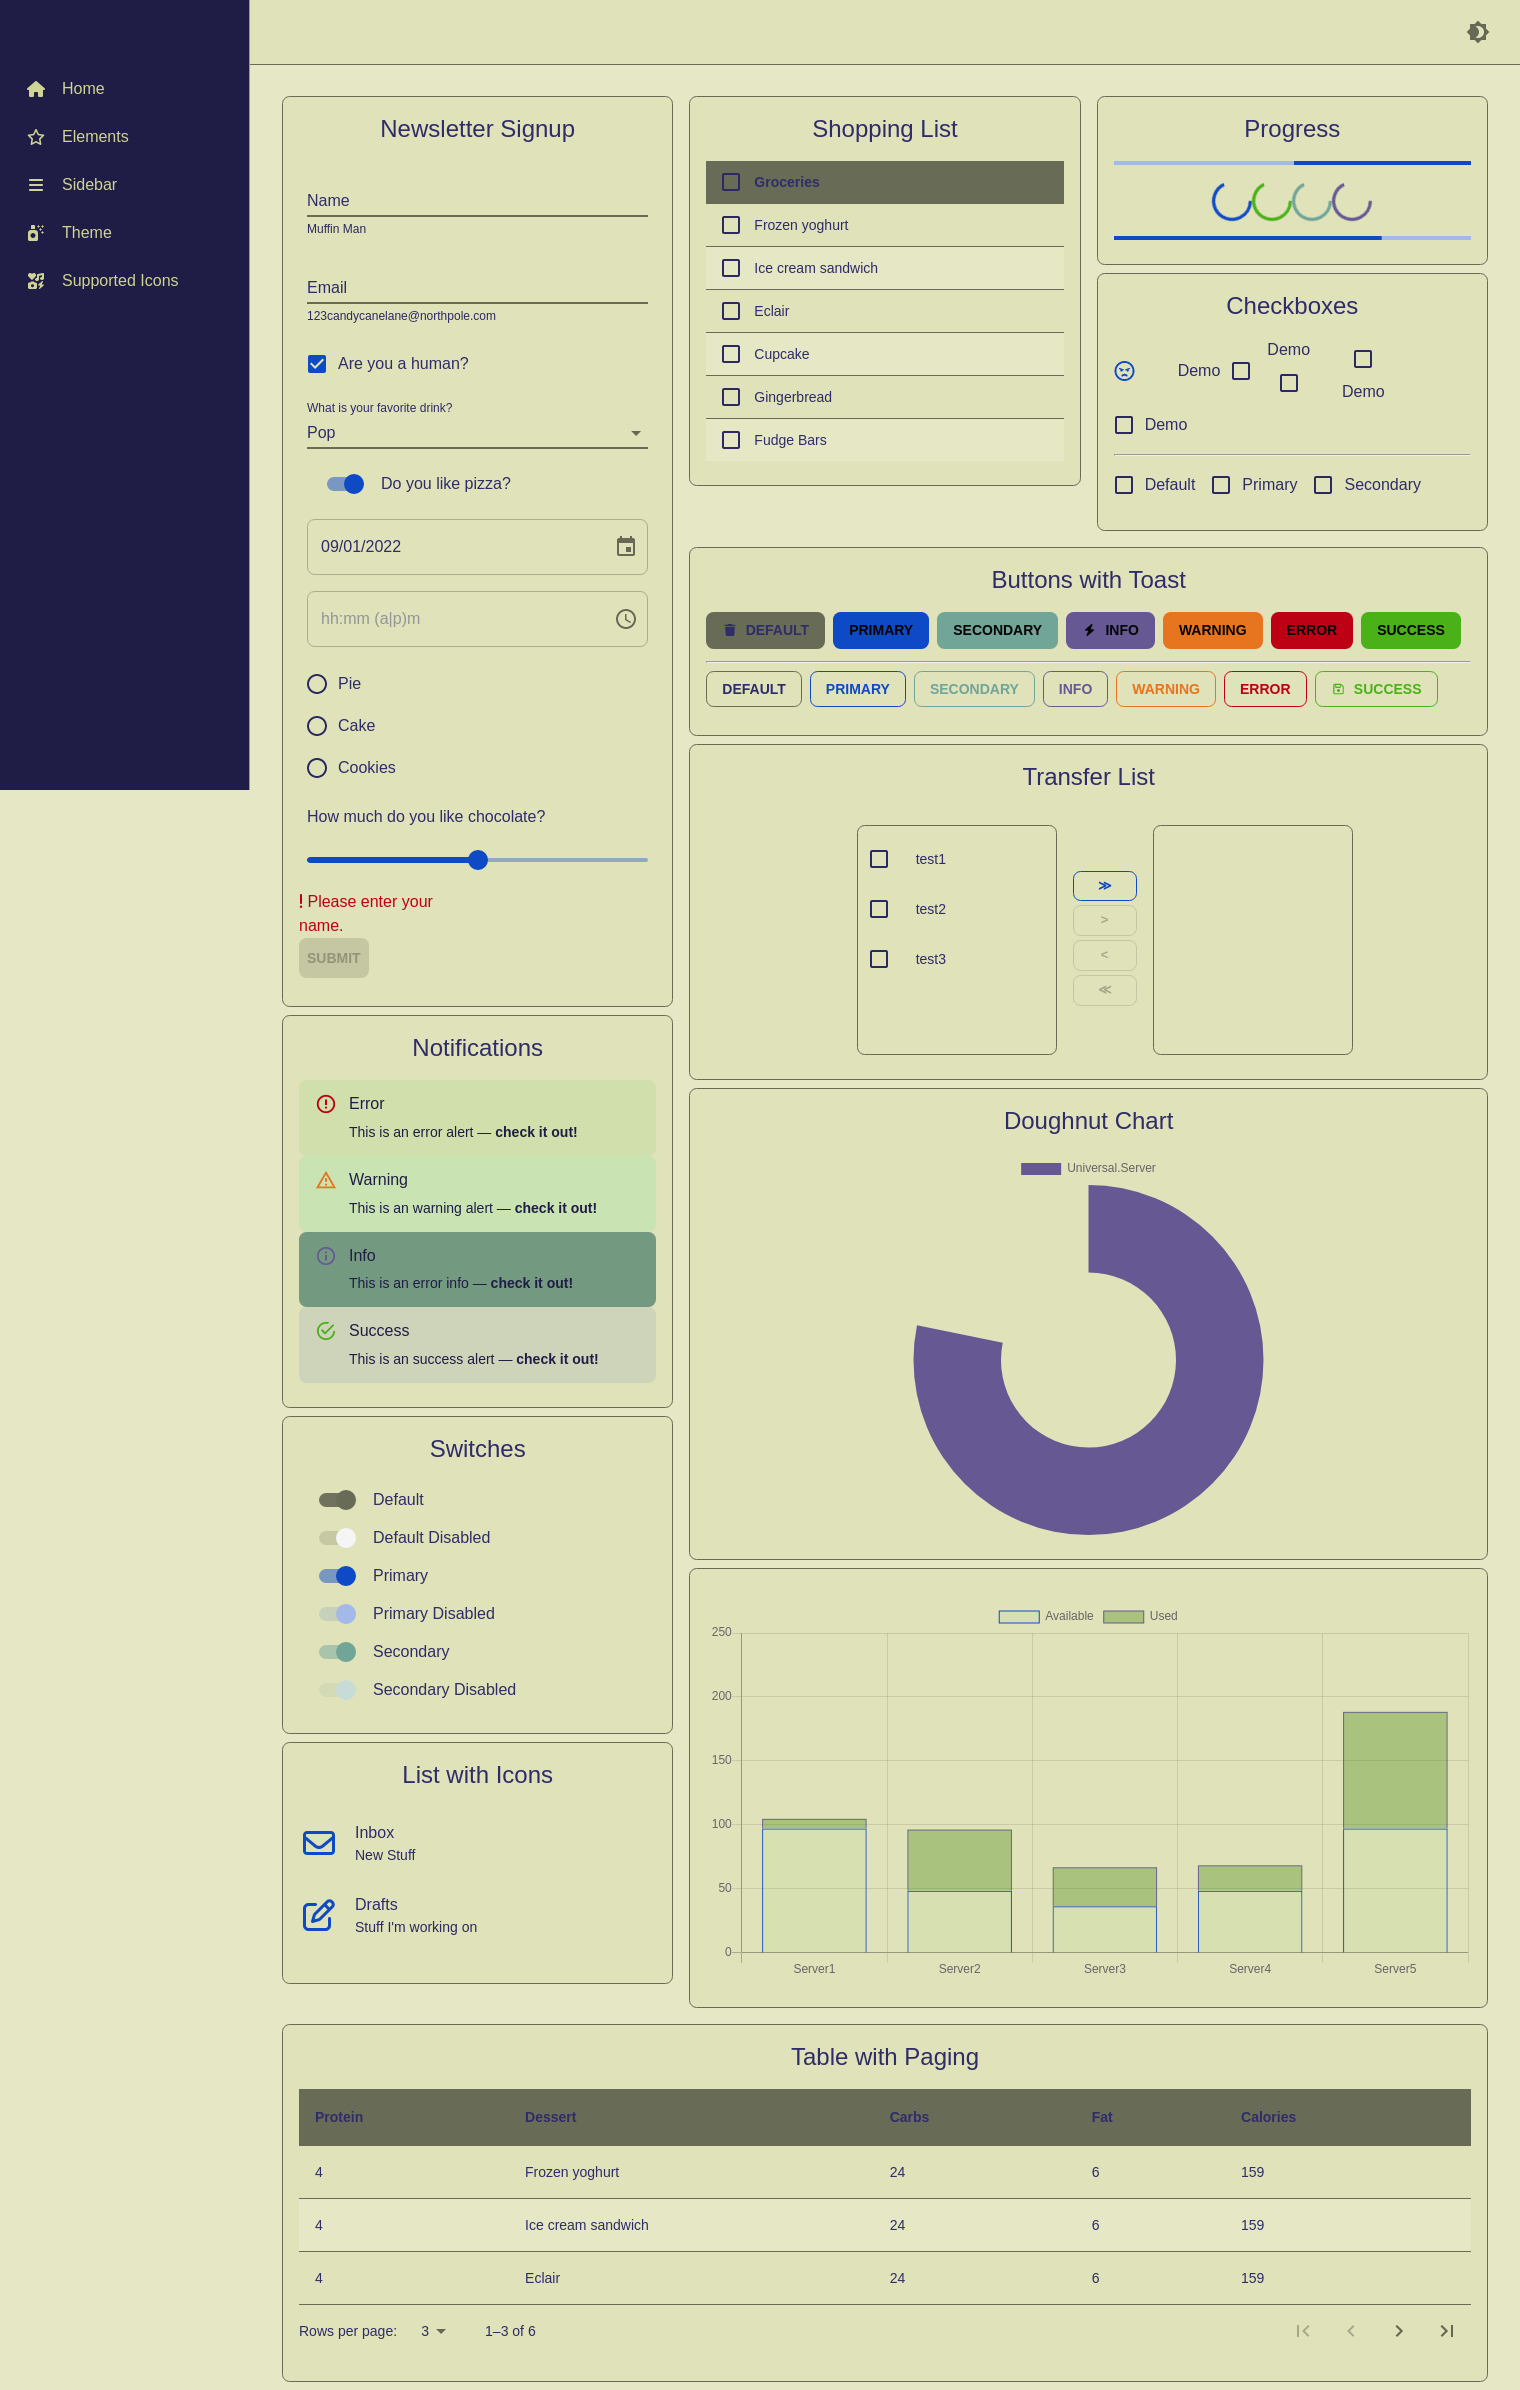 Home
Elements
Sidebar
Theme
Supported Icons
Newsletter Signup
Name
Muffin Man
Email
123candycanelane@northpole.com
Are you a human?
What is your favorite drink?
Pop
Do you like pizza?
09/01/2022
hh:mm (a|p)m
Pie
Cake
Cookies
How much do you like chocolate?
! Please enter your
name.
SUBMIT
Notifications
Error
This is an error alert — check it out!
Warning
This is an warning alert — check it out!
Info
This is an error info — check it out!
Success
This is an success alert — check it out!
Switches
Default
Default Disabled
Primary
Primary Disabled
Secondary
Secondary Disabled
List with Icons
Inbox
New Stuff
Drafts
Stuff I'm working on
Shopping List
Groceries
Frozen yoghurt
Ice cream sandwich
Eclair
Cupcake
Gingerbread
Fudge Bars
Progress
Checkboxes
Demo
Demo
Demo
Demo
Default Primary Secondary
Buttons with Toast
DEFAULT PRIMARY SECONDARY INFO WARNING ERROR SUCCESS
DEFAULT PRIMARY SECONDARY INFO WARNING ERROR SUCCESS
Transfer List
test1
test2
test3
≫
>
<
≪
Doughnut Chart
Universal.Server
Available Used
250
200
150
100
50
0
Server1 Server2 Server3 Server4 Server5
Table with Paging
Protein Dessert Carbs Fat Calories
4 Frozen yoghurt 24 6 159
4 Ice cream sandwich 24 6 159
4 Eclair 24 6 159
Rows per page: 3 1–3 of 6